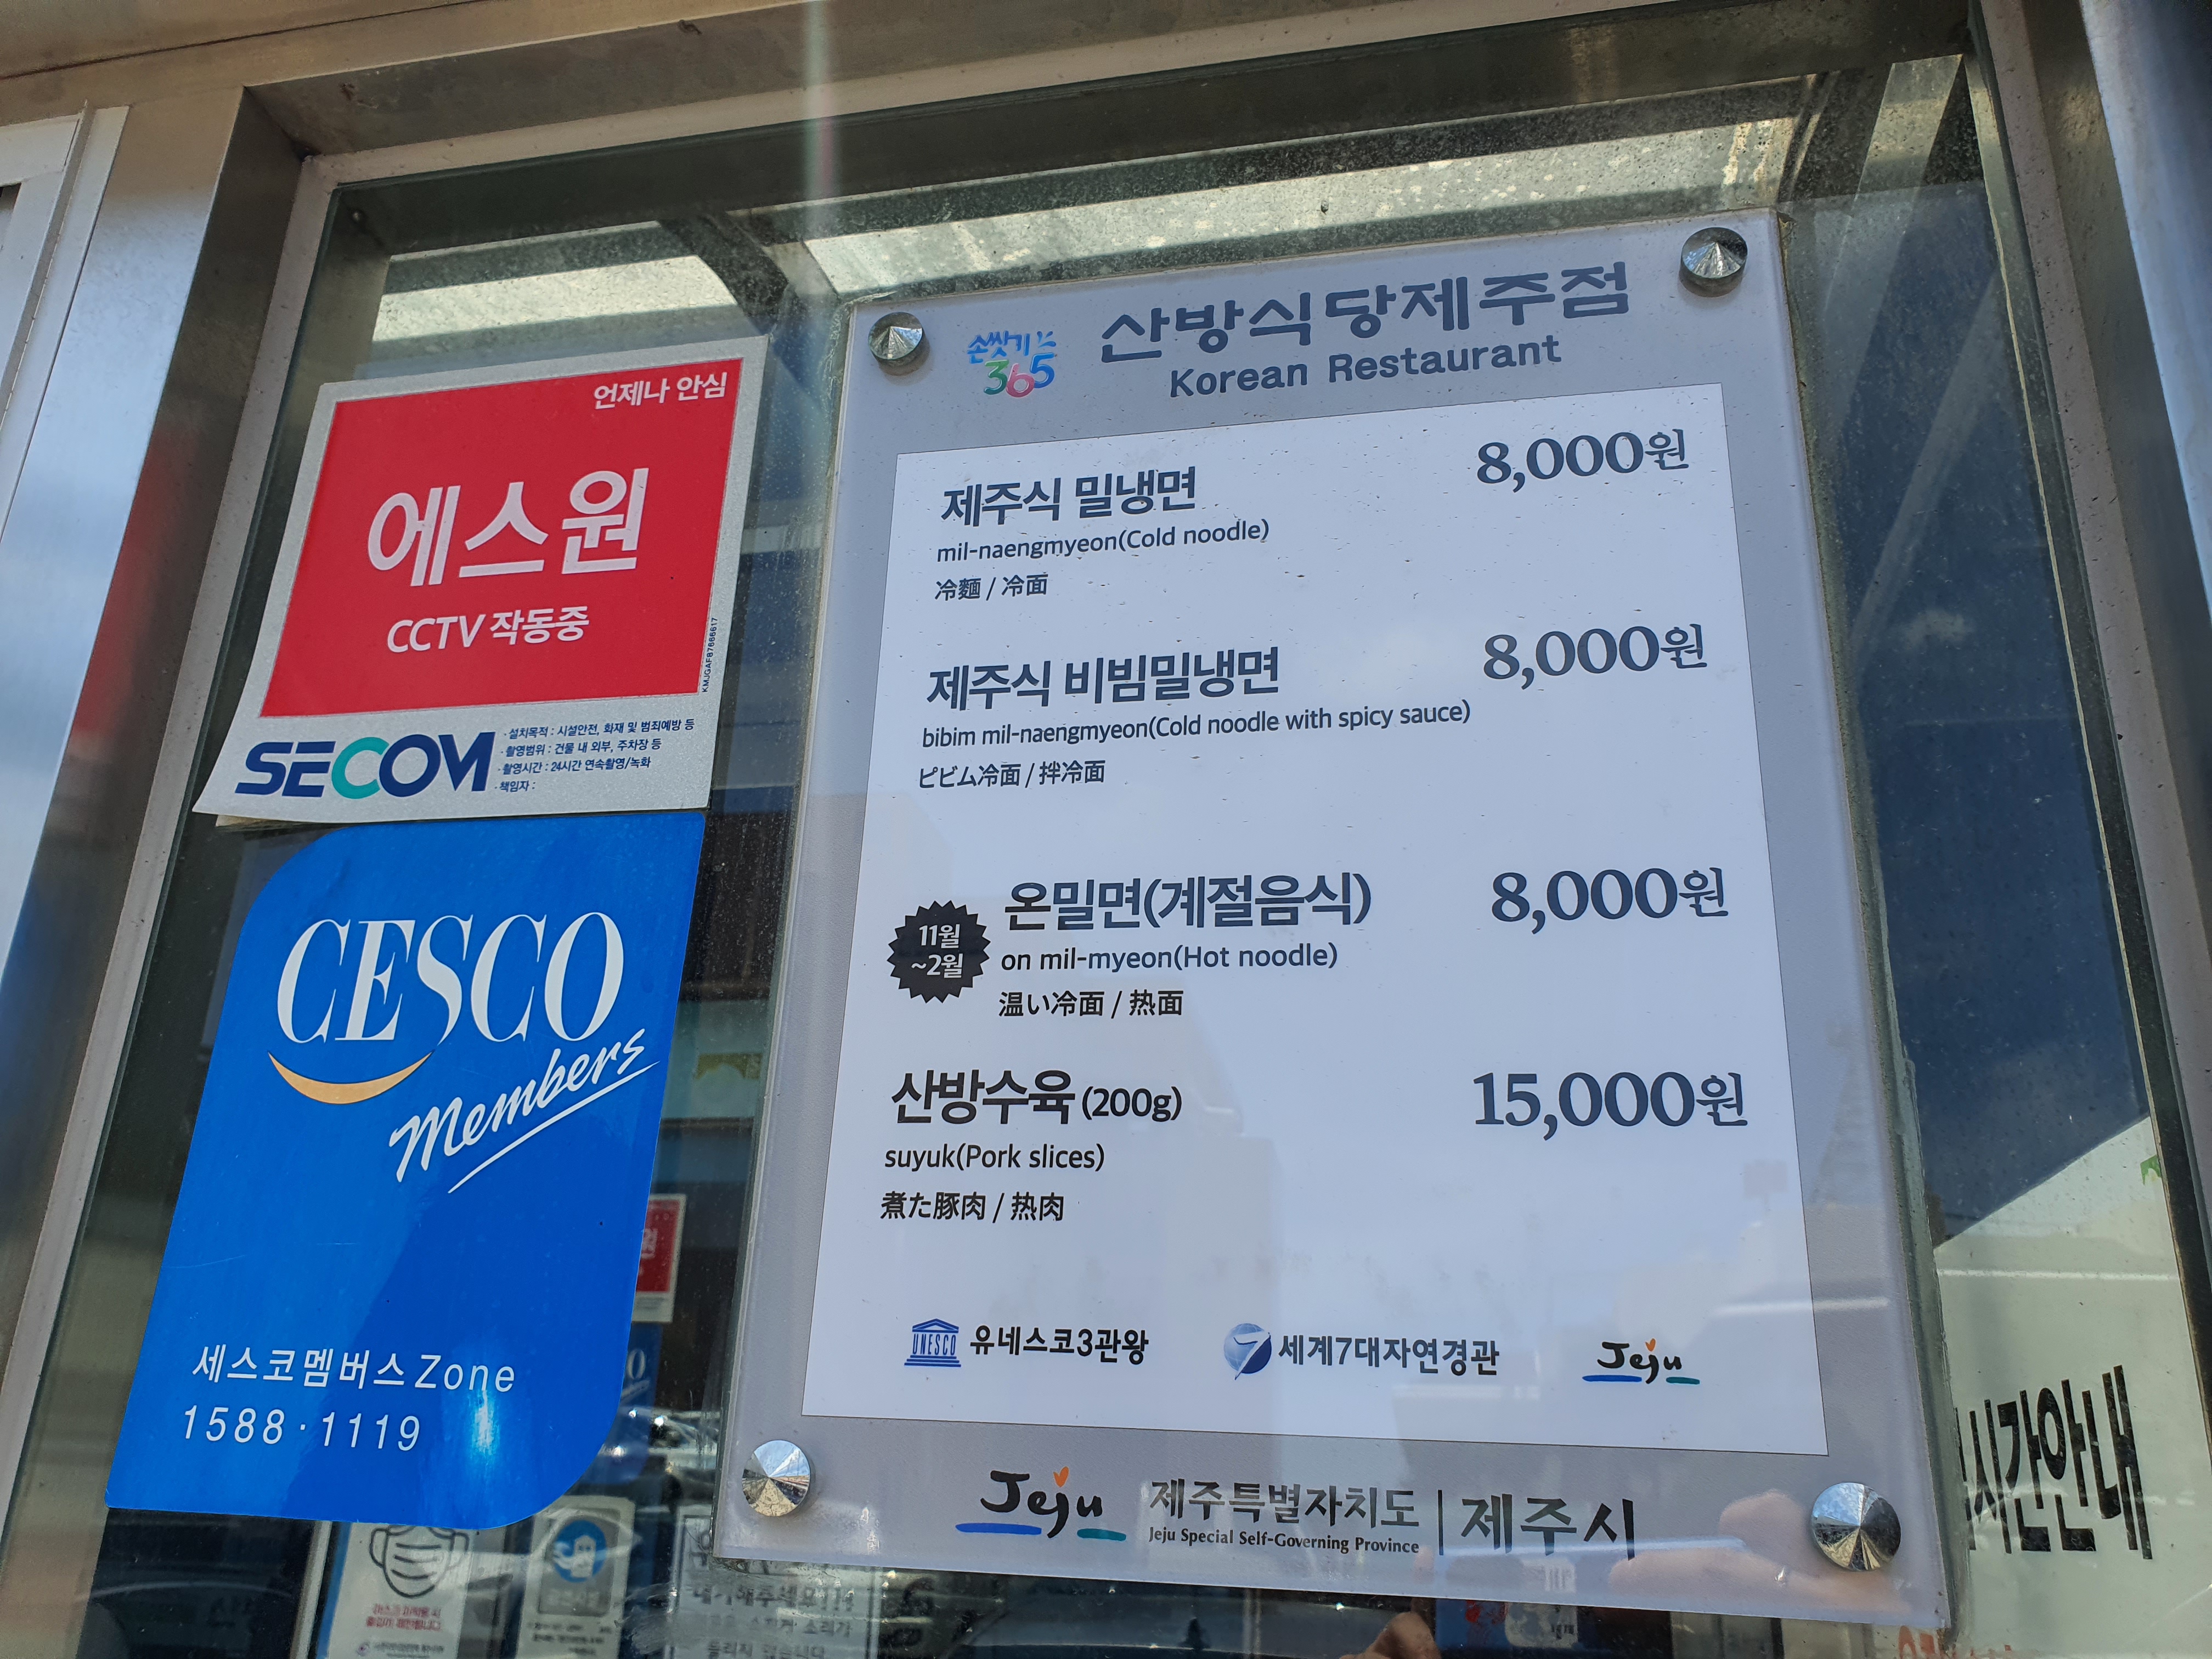 언제나 안심
에스원
CCTV 작동중
KMJGAF87666617
SECOM
· 설치목적 : 시설안전, 화재 및 범죄예방 등
· 촬영범위 : 건물 내 외부, 주차장 등
· 촬영시간 : 24시간 연속촬영/녹화
· 책임자 :
CESCO
Members
세스코멤버스 Zone
1588·1119
손씻기
365
산방식당제주점
Korean Restaurant
제주식 밀냉면 8,000원
mil-naengmyeon(Cold noodle)
冷麵 / 冷面
제주식 비빔밀냉면 8,000원
bibim mil-naengmyeon(Cold noodle with spicy sauce)
ピビム冷面 / 拌冷面
11월
~2월
온밀면(계절음식) 8,000원
on mil-myeon(Hot noodle)
温い冷面 / 热面
산방수육 (200g) 15,000원
suyuk(Pork slices)
煮た豚肉 / 热肉
UNESCO 유네스코3관왕
7 세계7대자연경관
Jeju
Jeju 제주특별자치도 | 제주시
Jeju Special Self-Governing Province
시간안내